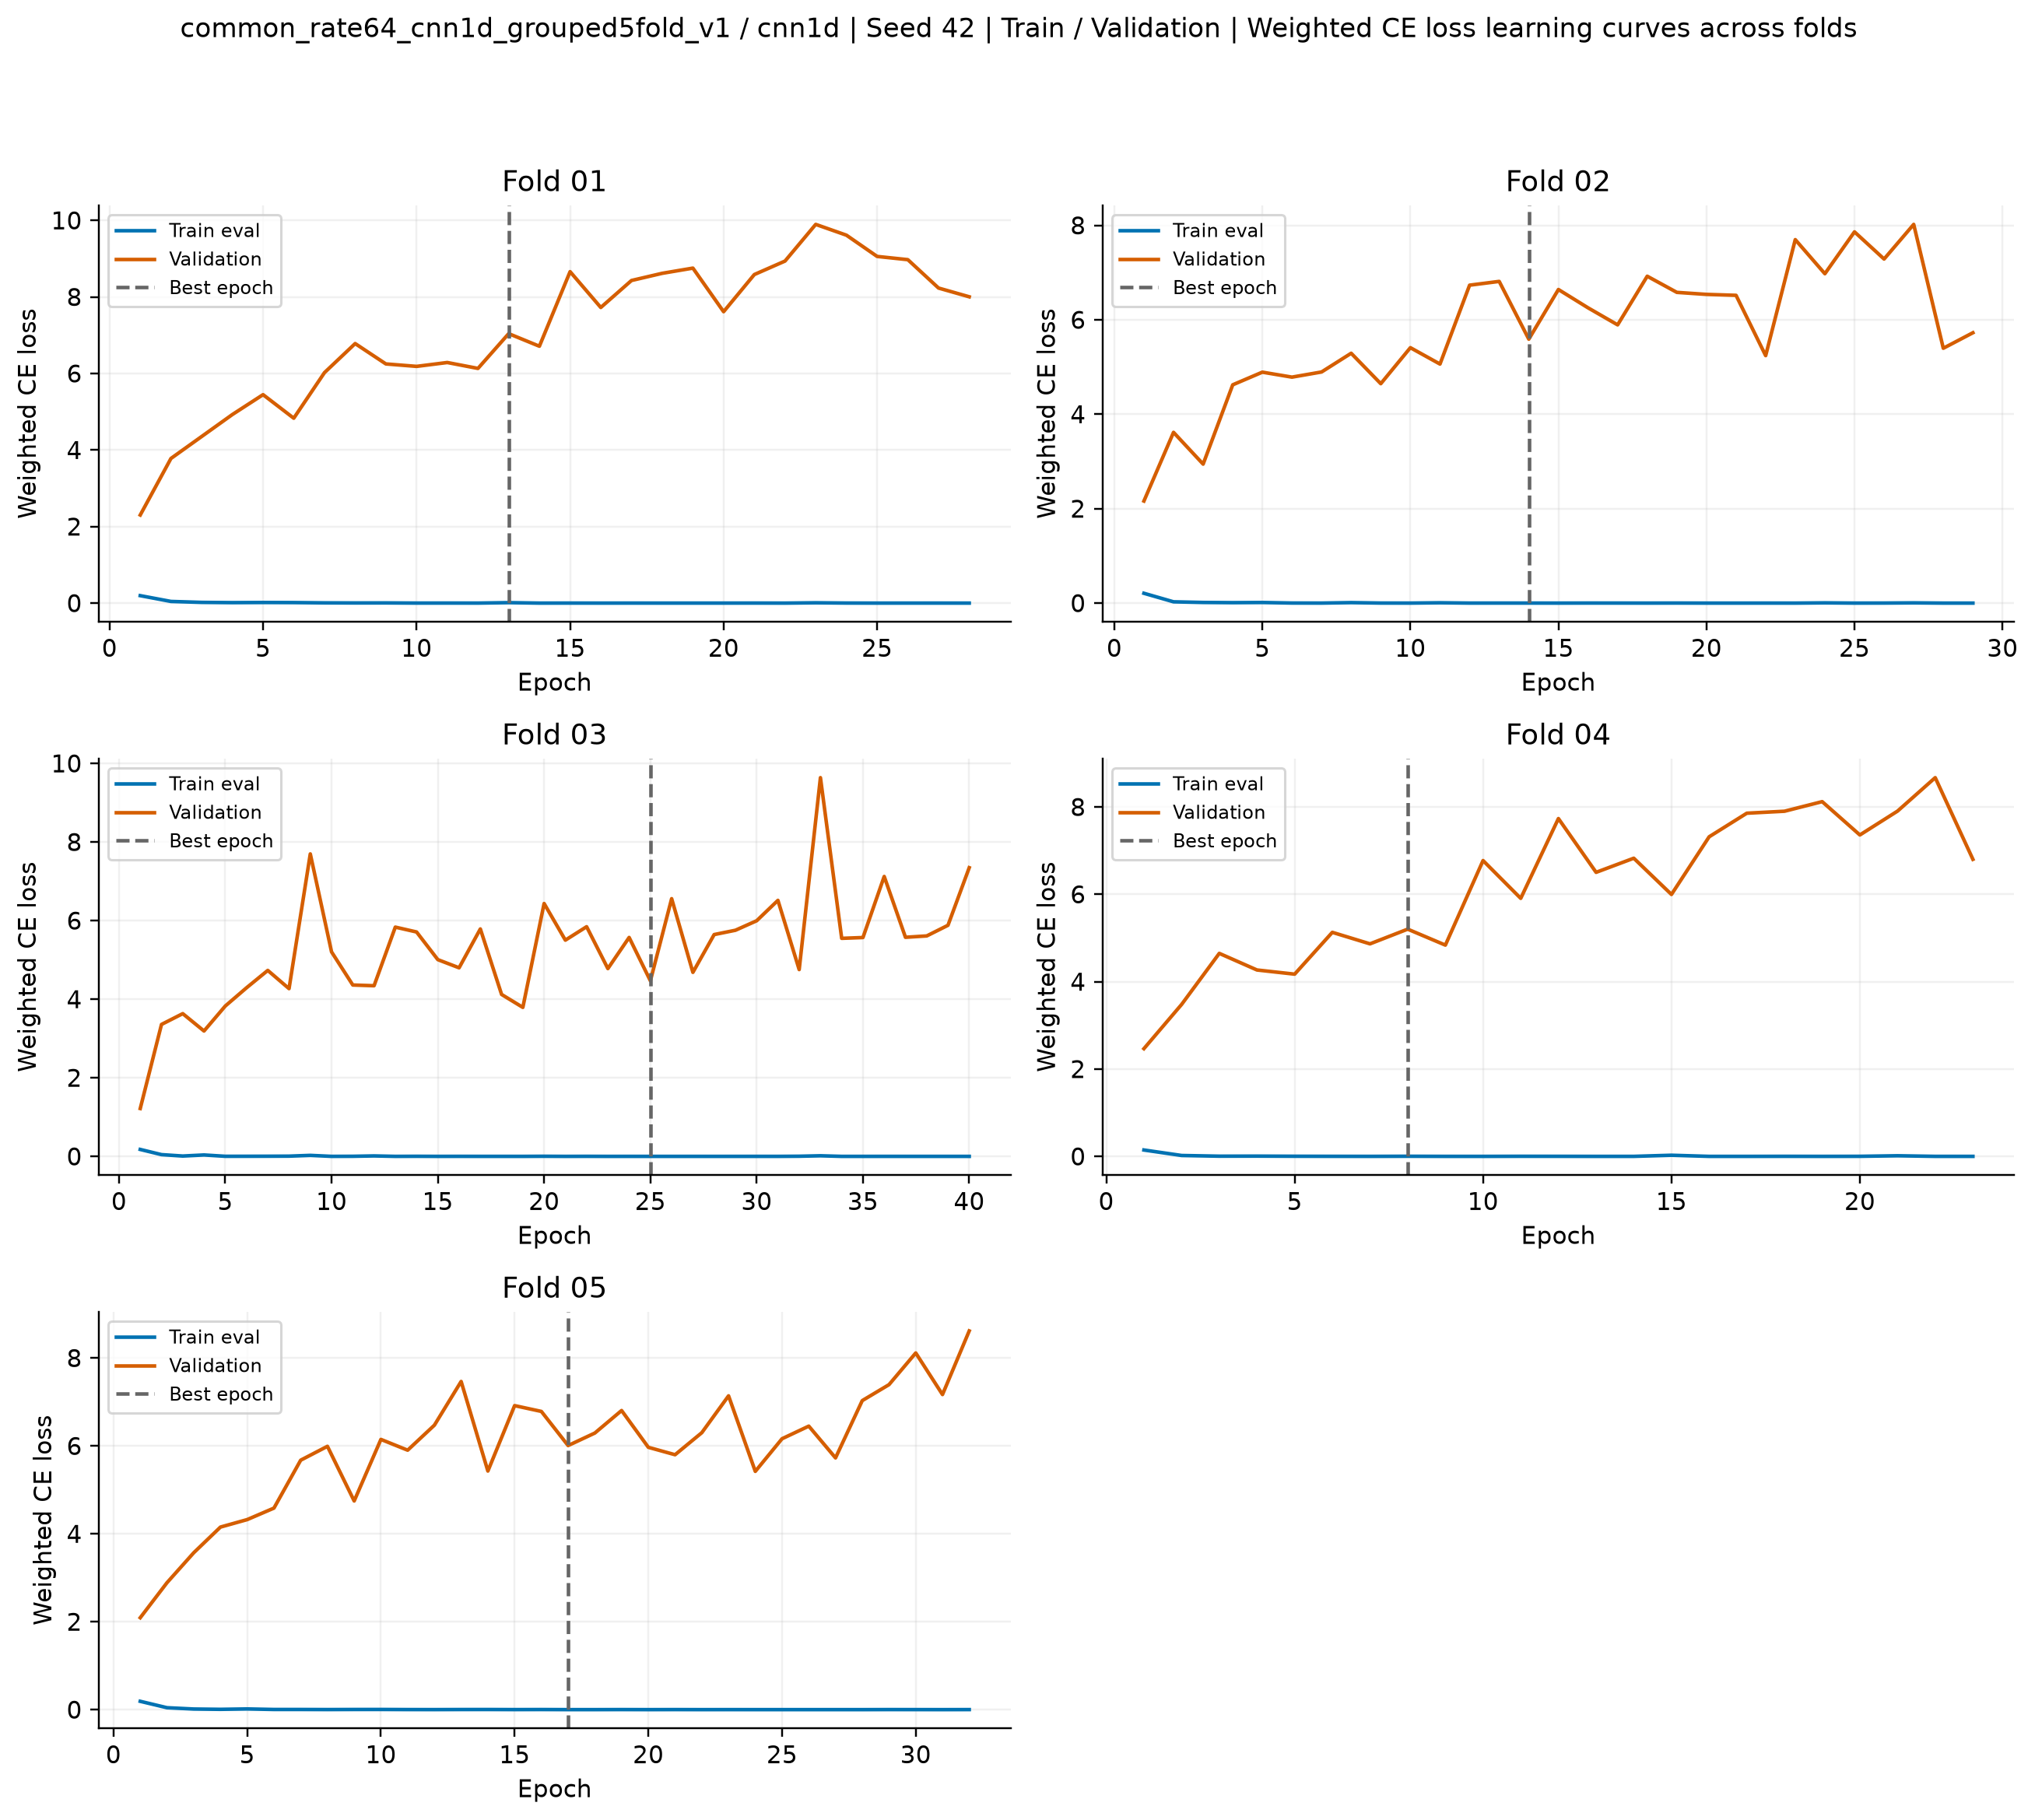 common_rate64_cnn1d_grouped5fold_v1 / cnn1d | Seed 42 | Train / Validation | Weighted CE loss learning curves across folds
Fold 01
Train eval
Validation
Best epoch
Weighted CE loss
10
8
6
4
2
0
0 5 10 15 20 25
Epoch
Fold 02
Train eval
Validation
Best epoch
Weighted CE loss
8
6
4
2
0
0 5 10 15 20 25 30
Epoch
Fold 03
Train eval
Validation
Best epoch
Weighted CE loss
10
8
6
4
2
0
0 5 10 15 20 25 30 35 40
Epoch
Fold 04
Train eval
Validation
Best epoch
Weighted CE loss
8
6
4
2
0
0 5 10 15 20
Epoch
Fold 05
Train eval
Validation
Best epoch
Weighted CE loss
8
6
4
2
0
0 5 10 15 20 25 30
Epoch